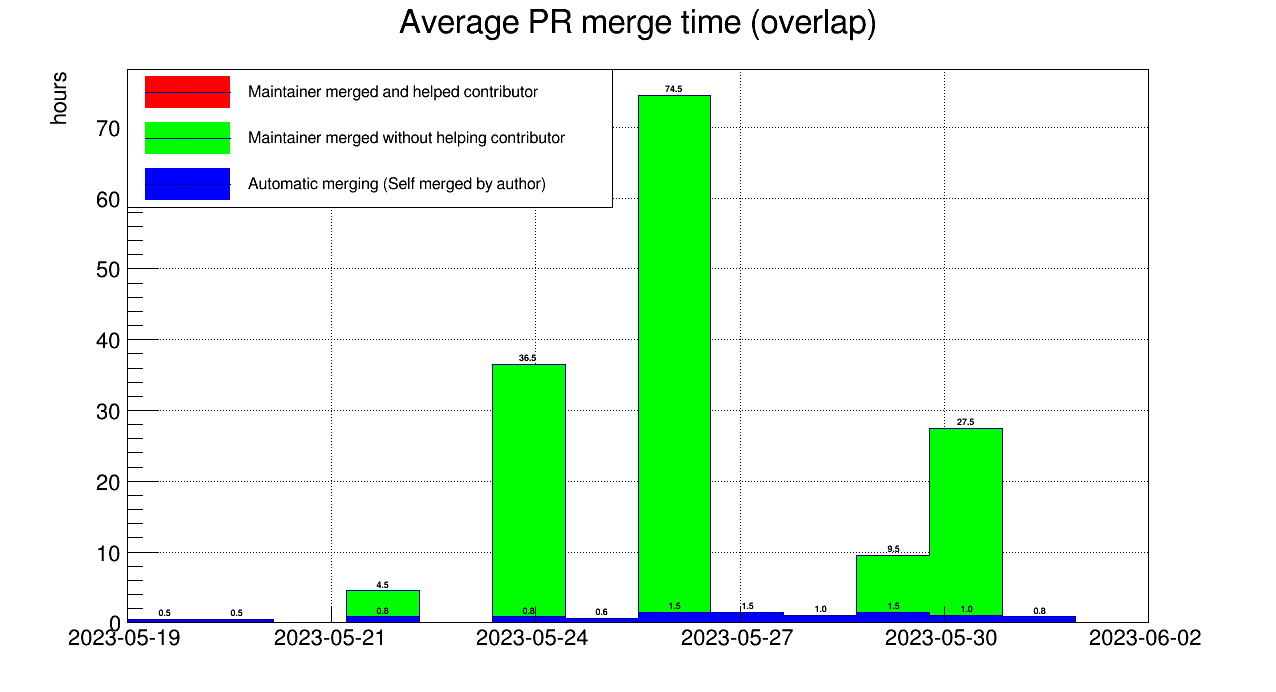 Average PR merge time (overlap)
hours
Maintainer merged and helped contributor
Maintainer merged without helping contributor
Automatic merging (Self merged by author)
70
60
50
40
30
20
10
0
74.5
36.5
27.5
9.5
4.5
0.5 0.5 0.8 0.8 0.6 1.5 1.5 1.0 1.5 1.0 0.8
2023-05-19 2023-05-21 2023-05-24 2023-05-27 2023-05-30 2023-06-02